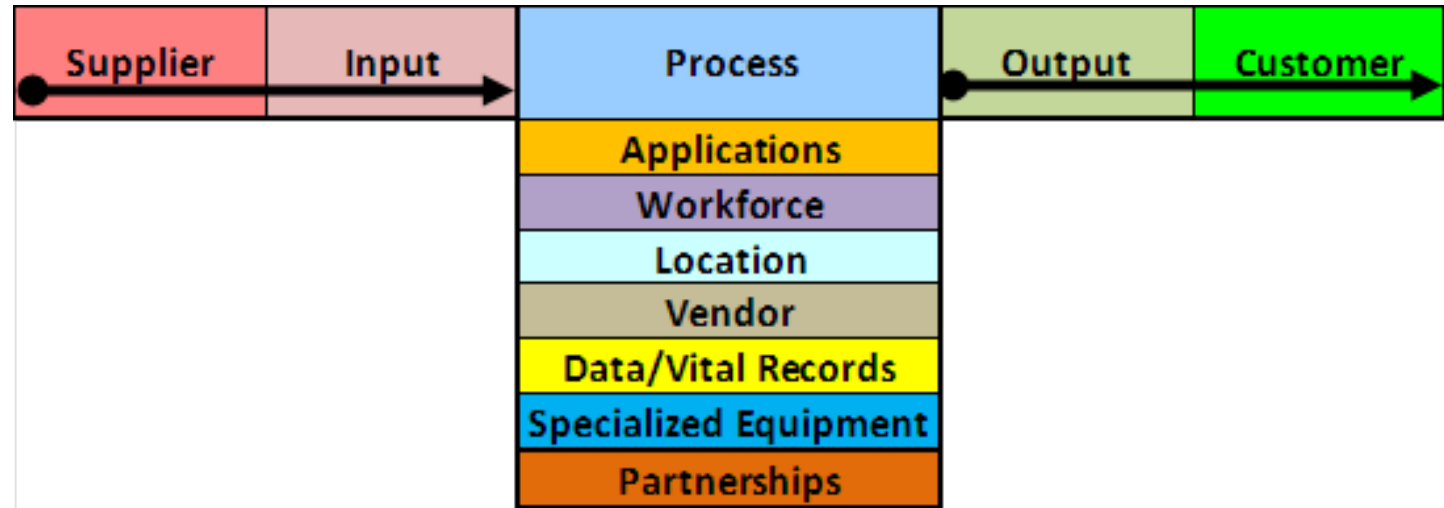 Supplier Input Process Output Customer
Applications
Workforce
Location
Vendor
Data/Vital Records
Specialized Equipment
Partnerships